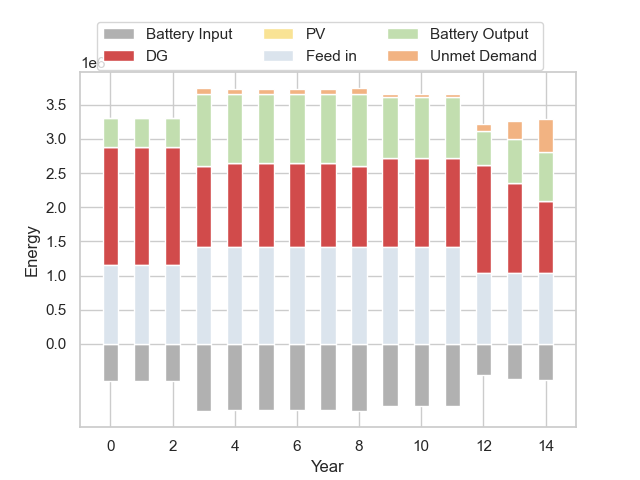 Battery Input PV Battery Output
DG Feed in Unmet Demand
1e6
3.5
3.0
2.5
2.0
1.5
1.0
0.5
0.0
Energy
0 2 4 6 8 10 12 14
Year